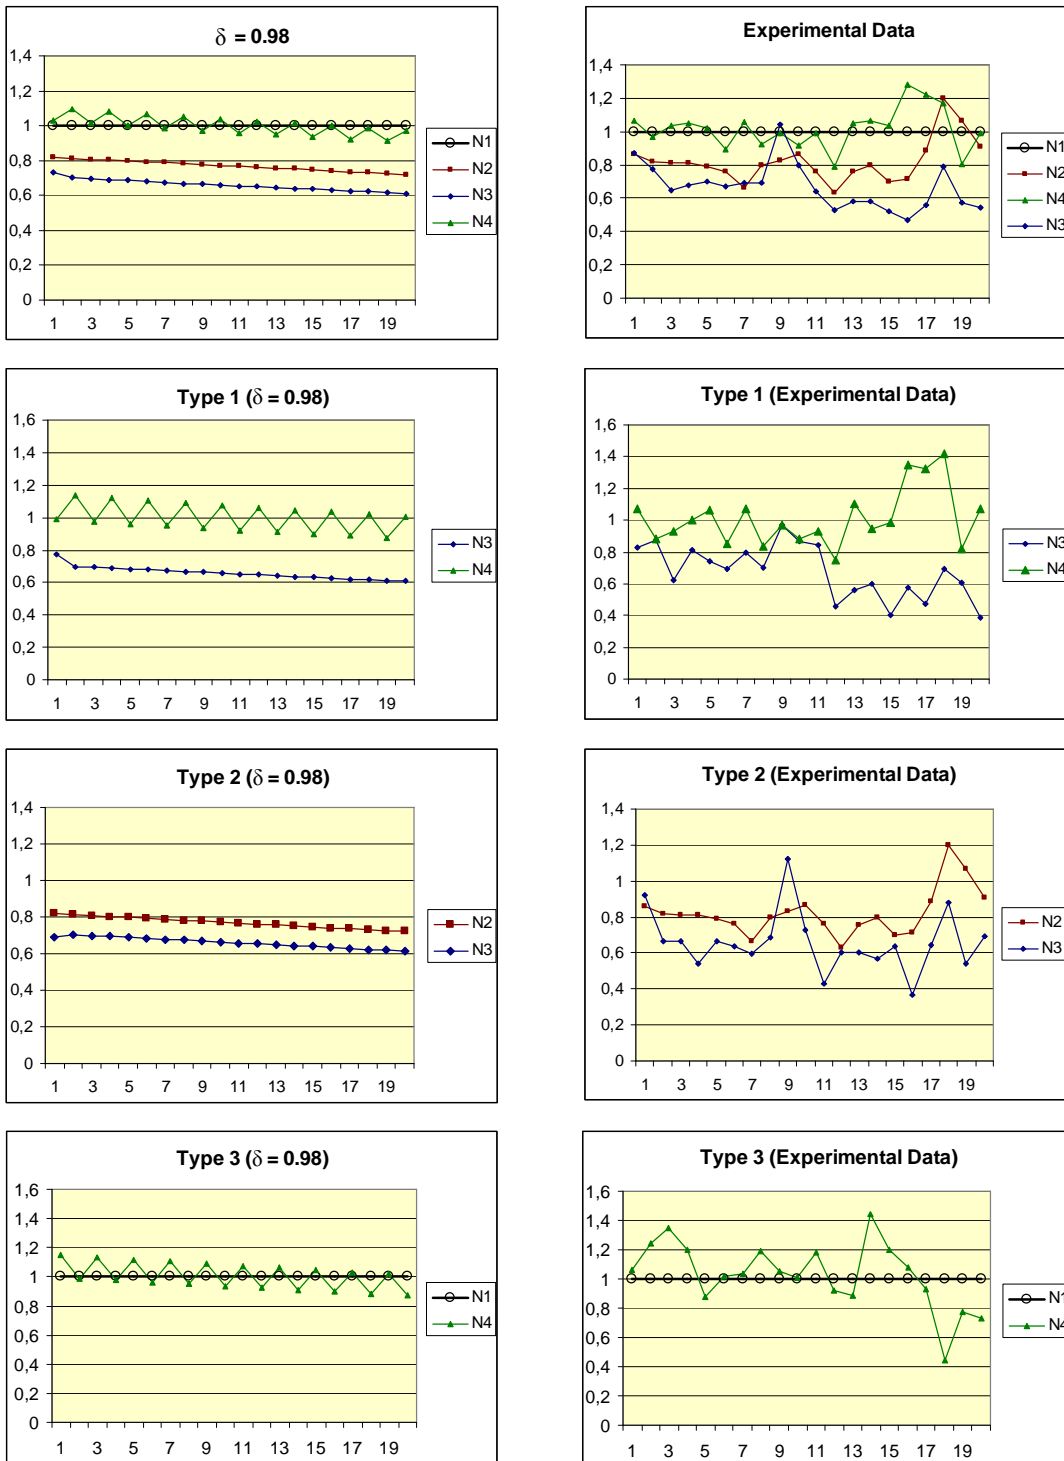 δ = 0.98
1,4
1,2
1
0,8
0,6
0,4
0,2
0
1 3 5 7 9 11 13 15 17 19
N1
N2
N3
N4
Experimental Data
1,4
1,2
1
0,8
0,6
0,4
0,2
0
1 3 5 7 9 11 13 15 17 19
N1
N2
N4
N3
Type 1 (δ = 0.98)
1,6
1,4
1,2
1
0,8
0,6
0,4
0,2
0
1 3 5 7 9 11 13 15 17 19
N3
N4
Type 1 (Experimental Data)
1,6
1,4
1,2
1
0,8
0,6
0,4
0,2
0
1 3 5 7 9 11 13 15 17 19
N3
N4
Type 2 (δ = 0.98)
1,4
1,2
1
0,8
0,6
0,4
0,2
0
1 3 5 7 9 11 13 15 17 19
N2
N3
Type 2 (Experimental Data)
1,4
1,2
1
0,8
0,6
0,4
0,2
0
1 3 5 7 9 11 13 15 17 19
N2
N3
Type 3 (δ = 0.98)
1,6
1,4
1,2
1
0,8
0,6
0,4
0,2
0
1 3 5 7 9 11 13 15 17 19
N1
N4
Type 3 (Experimental Data)
1,6
1,4
1,2
1
0,8
0,6
0,4
0,2
0
1 3 5 7 9 11 13 15 17 19
N1
N4